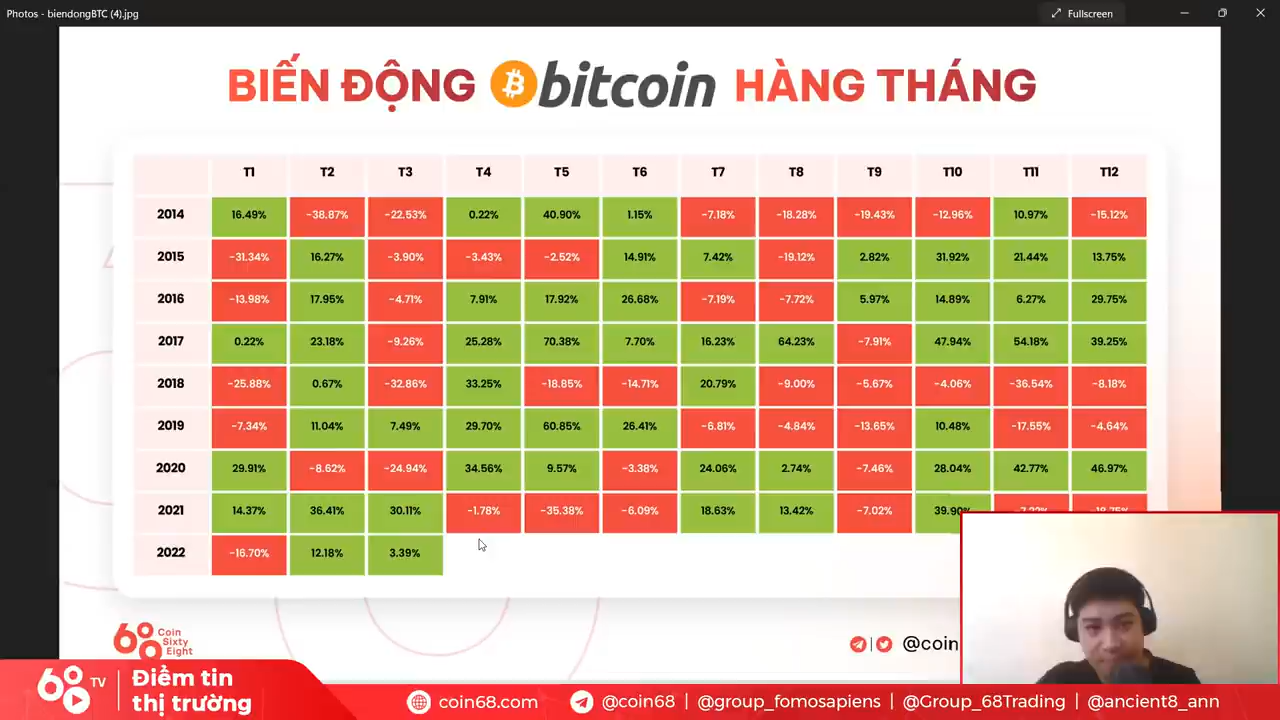 Photos - biendongBTC (4).jpg
Fullscreen
BIẾN ĐỘNG bitcoin HÀNG THÁNG
T1 T2 T3 T4 T5 T6 T7 T8 T9 T10 T11 T12
2014 16.49% -38.87% -22.53% 0.22% 40.90% 1.15% -7.18% -18.28% -19.43% -12.96% 10.97% -15.12%
2015 -31.34% 16.27% -3.90% -3.43% -2.52% 14.91% 7.42% -19.12% 2.82% 31.92% 21.44% 13.75%
2016 -13.98% 17.95% -4.71% 7.91% 17.92% 26.68% -7.19% -7.72% 5.97% 14.89% 6.27% 29.75%
2017 0.22% 23.18% -9.26% 25.28% 70.38% 7.70% 16.23% 64.23% -7.91% 47.94% 54.18% 39.25%
2018 -25.88% 0.67% -32.86% 33.25% -18.85% -14.71% 20.79% -9.00% -5.67% -4.06% -36.54% -8.18%
2019 -7.34% 11.04% 7.49% 29.70% 60.85% 26.41% -6.81% -4.84% -13.65% 10.48% -17.55% -4.64%
2020 29.91% -8.62% -24.94% 34.56% 9.57% -3.38% 24.06% 2.74% -7.46% 28.04% 42.77% 46.97%
2021 14.37% 36.41% 30.11% -1.78% -35.38% -6.09% 18.63% 13.42% -7.02% 39.90%
2022 -16.70% 12.18% 3.39%
68 Coin
Sixty
Eight
@coin
68 TV
Điểm tin
thị trường
coin68.com @coin68 | @group_fomosapiens | @Group_68Trading | @ancient8_ann